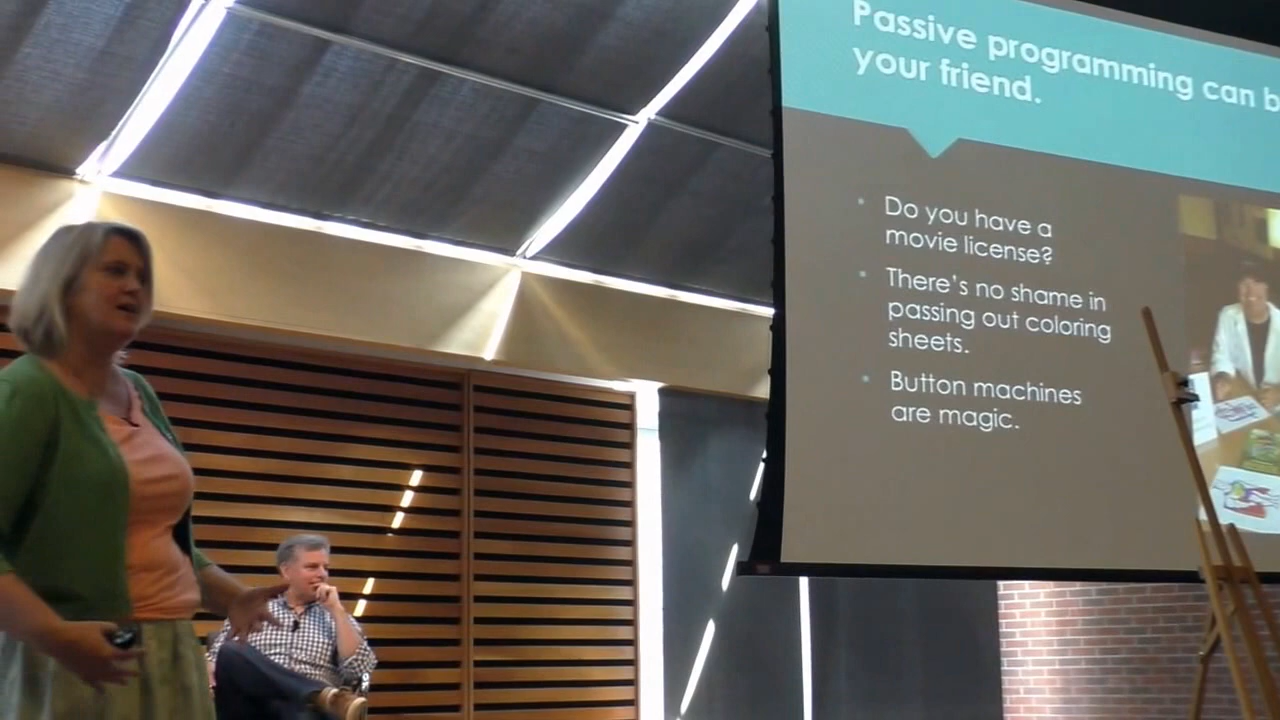 Passive programming can b
your friend.
Do you have a
movie license?
There's no shame in
passing out coloring
sheets.
Button machines
are magic.